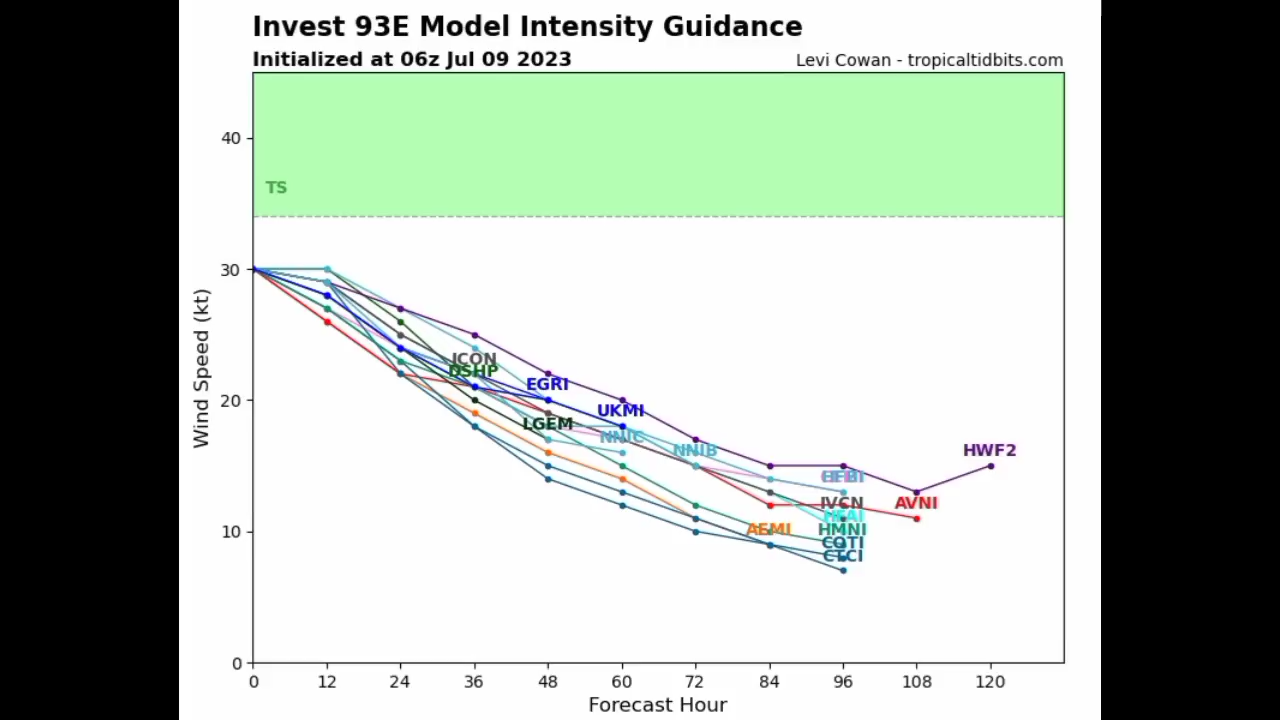 Invest 93E Model Intensity Guidance
Initialized at 06z Jul 09 2023
Levi Cowan - tropicaltidbits.com
40
TS
30
Wind Speed (kt)
ICON
DSHP
EGRI
20
UKMI
LGEM
NNIC
NNIB
HWF2
IVCN
AVNI
HFAI
10
AEMI
HMNI
COTI
CTCI
0
0 12 24 36 48 60 72 84 96 108 120
Forecast Hour